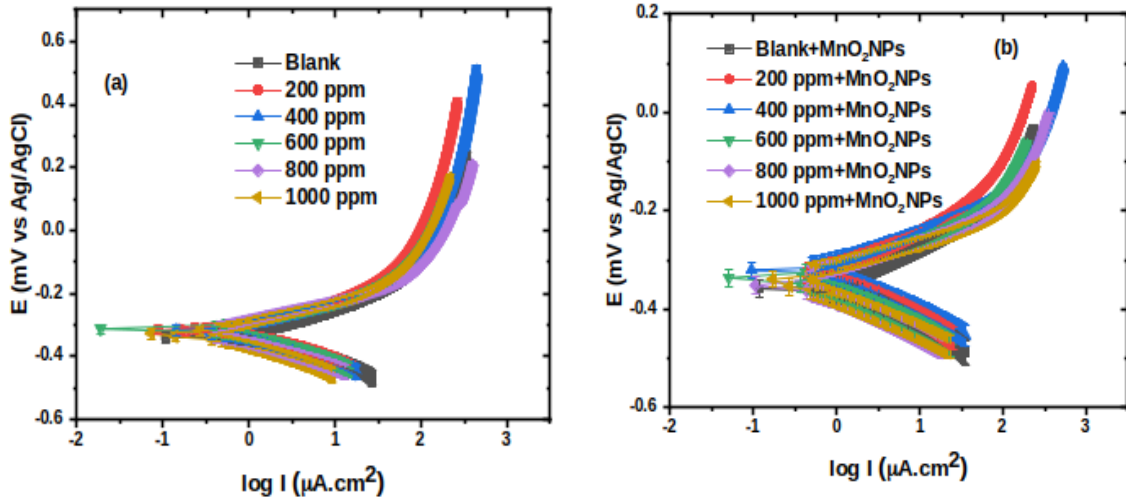 (a)
Blank
200 ppm
400 ppm
600 ppm
800 ppm
1000 ppm
E (mV vs Ag/AgCl)
0.6
0.4
0.2
0.0
-0.2
-0.4
-0.6
-2 -1 0 1 2 3
log I (μA.cm²)
(b)
Blank+MnO₂NPs
200 ppm+MnO₂NPs
400 ppm+MnO₂NPs
600 ppm+MnO₂NPs
800 ppm+MnO₂NPs
1000 ppm+MnO₂NPs
E (mV vs Ag/AgCl)
0.2
0.0
-0.2
-0.4
-0.6
-2 -1 0 1 2 3
log I (μA.cm²)